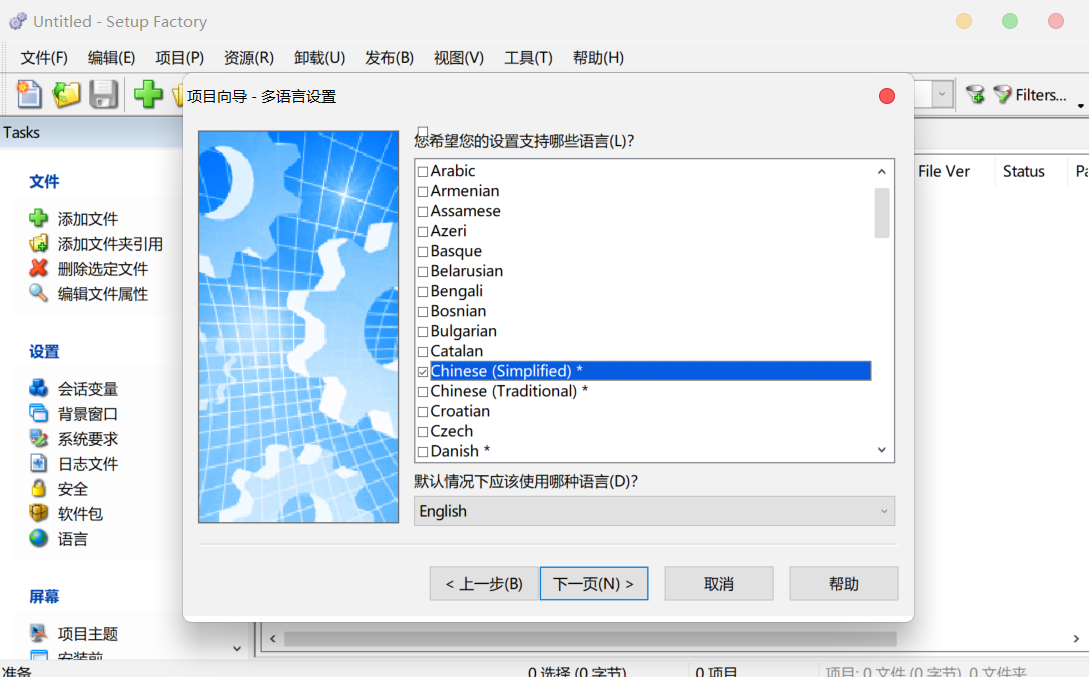 Untitled - Setup Factory
文件(F) 编辑(E) 项目(P) 资源(R) 卸载(U) 发布(B) 视图(V) 工具(T) 帮助(H)
Filters...
Tasks
文件
添加文件
添加文件夹引用
删除选定文件
编辑文件属性
设置
会话变量
背景窗口
系统要求
日志文件
安全
软件包
语言
屏幕
项目主题
安装前
项目向导 - 多语言设置
您希望您的设置支持哪些语言(L)?
Arabic
Armenian
Assamese
Azeri
Basque
Belarusian
Bengali
Bosnian
Bulgarian
Catalan
Chinese (Simplified) *
Chinese (Traditional) *
Croatian
Czech
Danish *
默认情况下应该使用哪种语言(D)?
English
< 上一步(B) 下一页(N) > 取消 帮助
File Ver Status Pa
准备 0 选择 (0 字节) 0 项目 项目: 0 文件 (0 字节), 0 文件夹